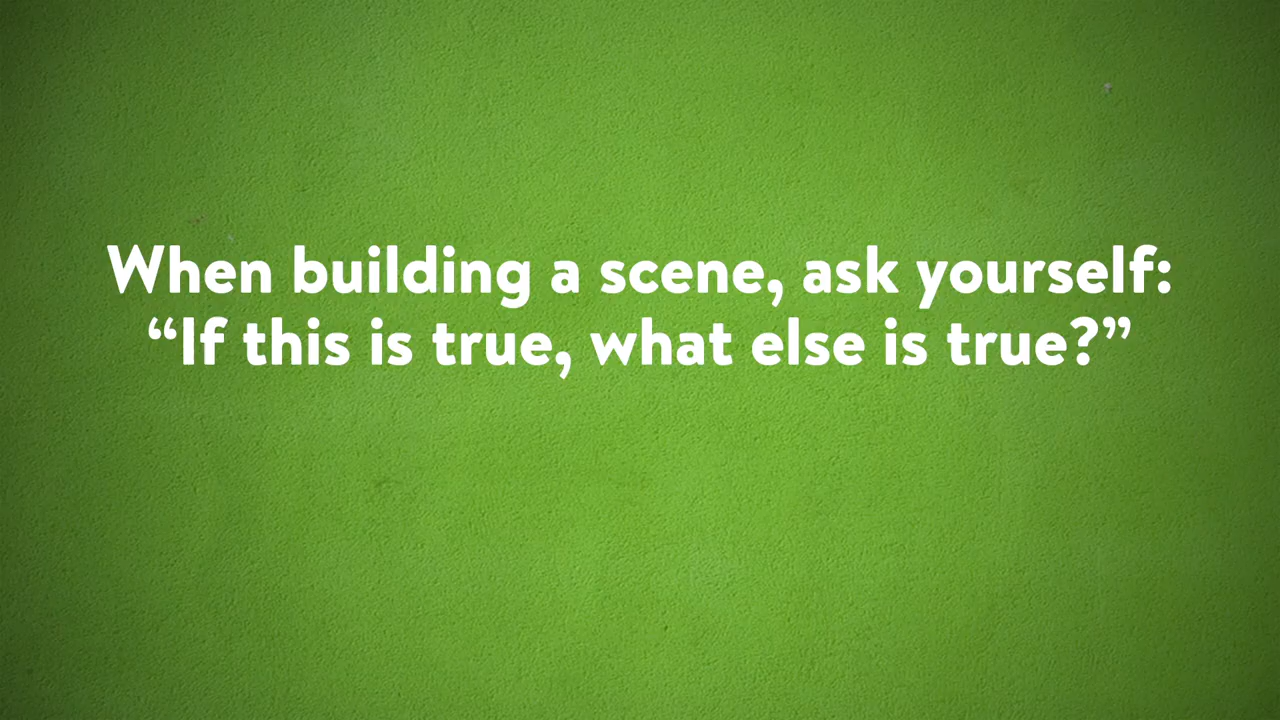 When building a scene, ask yourself:
“If this is true, what else is true?”